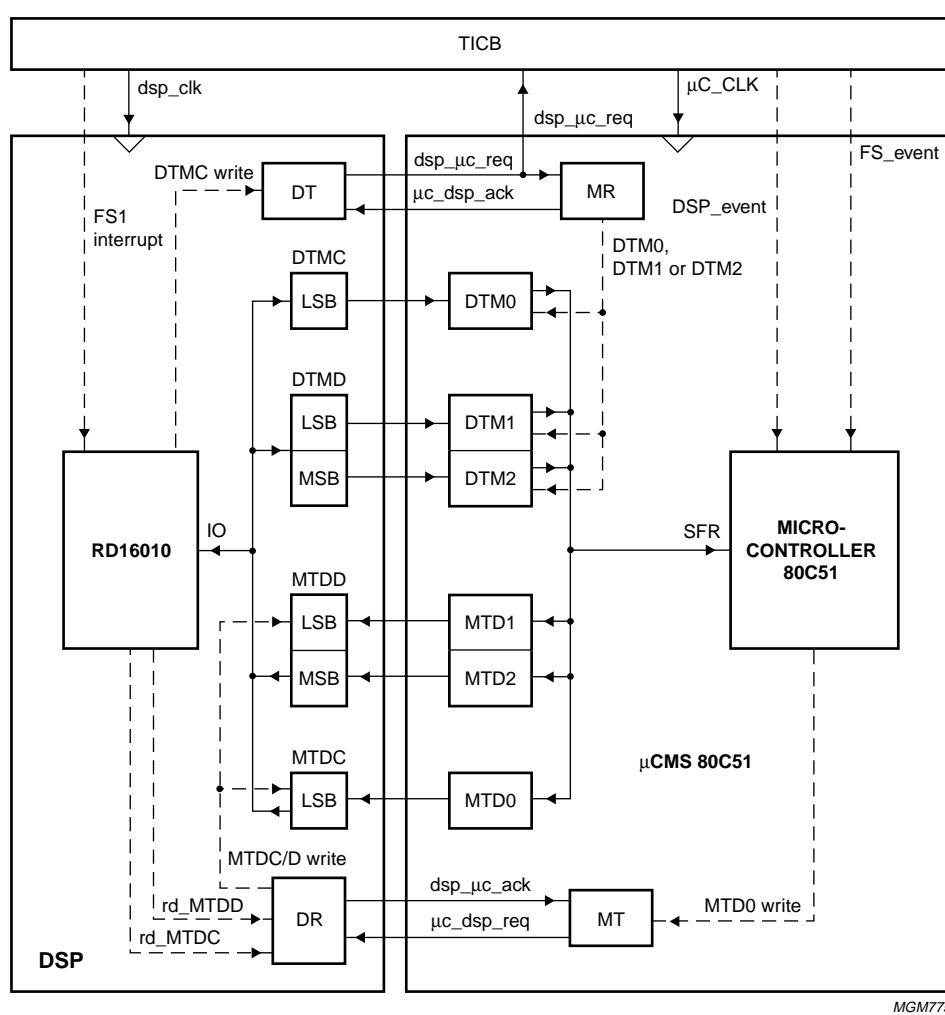 TICB
dsp_clk
μC_CLK
dsp_μc_req
FS_event
DTMC write
dsp_μc_req
DT
MR
μc_dsp_ack
DSP_event
FS1
interrupt
DTM0,
DTM1 or DTM2
DTMC
LSB
DTM0
DTMD
LSB
DTM1
MSB
DTM2
RD16010
IO
SFR
MICRO-
CONTROLLER
80C51
MTDD
LSB
MTD1
MSB
MTD2
MTDC
μCMS 80C51
LSB
MTD0
MTDC/D write
dsp_μc_ack
rd_MTDD
DR
MT
MTD0 write
μc_dsp_req
rd_MTDC
DSP